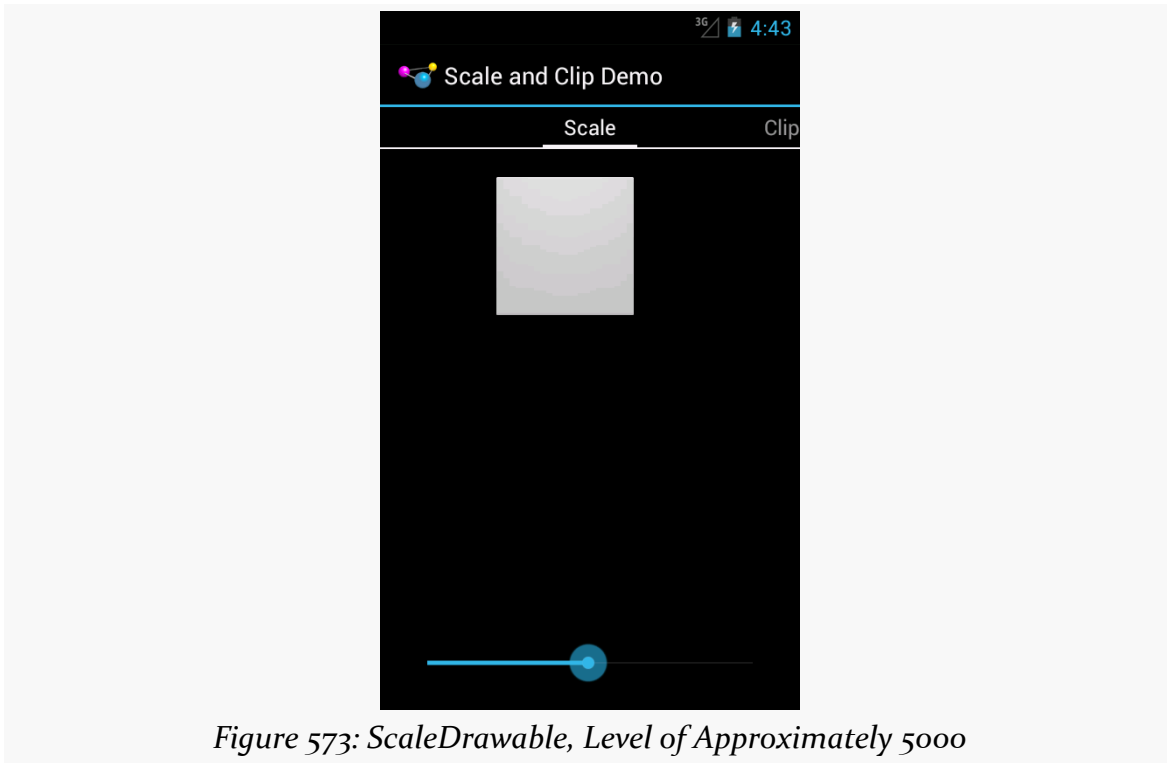 3G 4:43
Scale and Clip Demo
Scale Clip
Figure 573: ScaleDrawable, Level of Approximately 5000